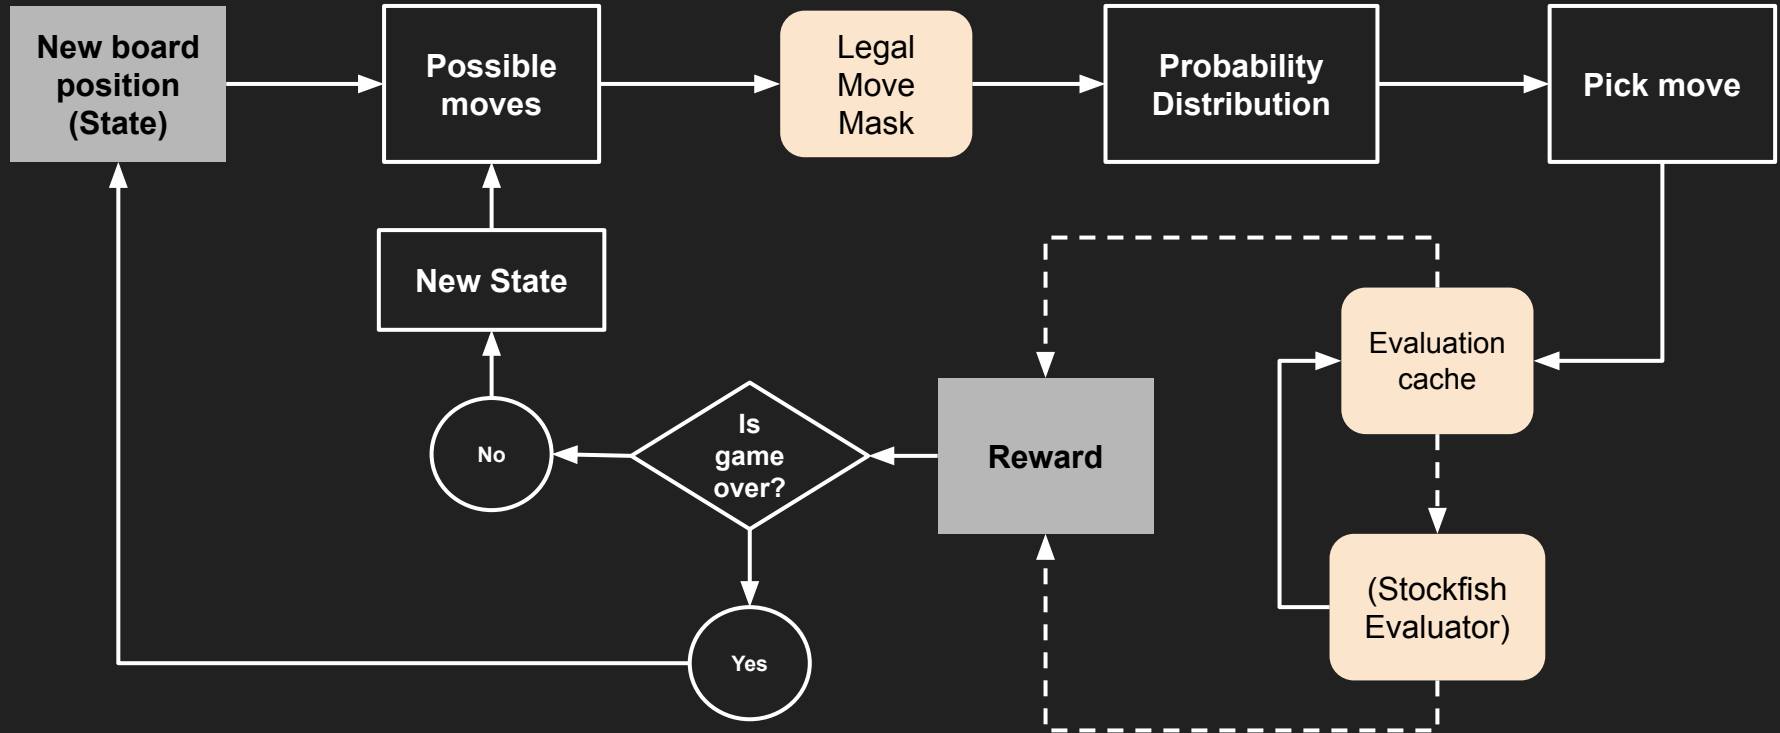 New board
position
(State)
Possible
moves
Legal
Move
Mask
Probability
Distribution
Pick move
New State
Evaluation
cache
Is
game
over?
No
Reward
(Stockfish
Evaluator)
Yes